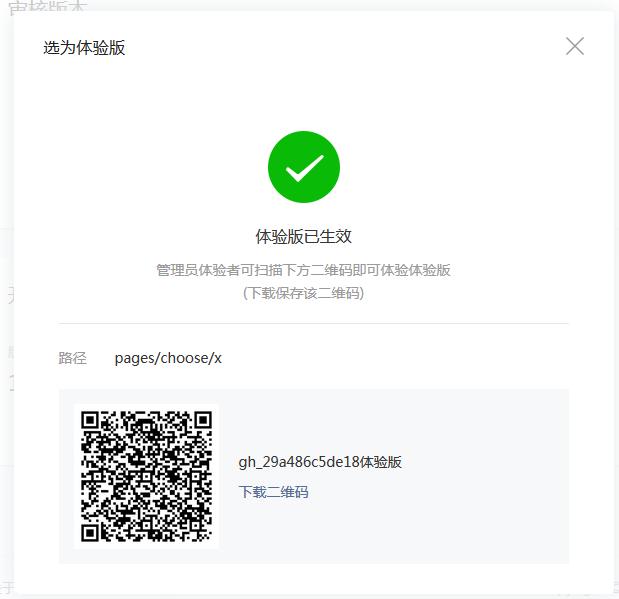 审核版本
选为体验版
体验版已生效
管理员体验者可扫描下方二维码即可体验体验版
(下载保存该二维码)
路径 pages/choose/x
gh_29a486c5de18体验版
下载二维码